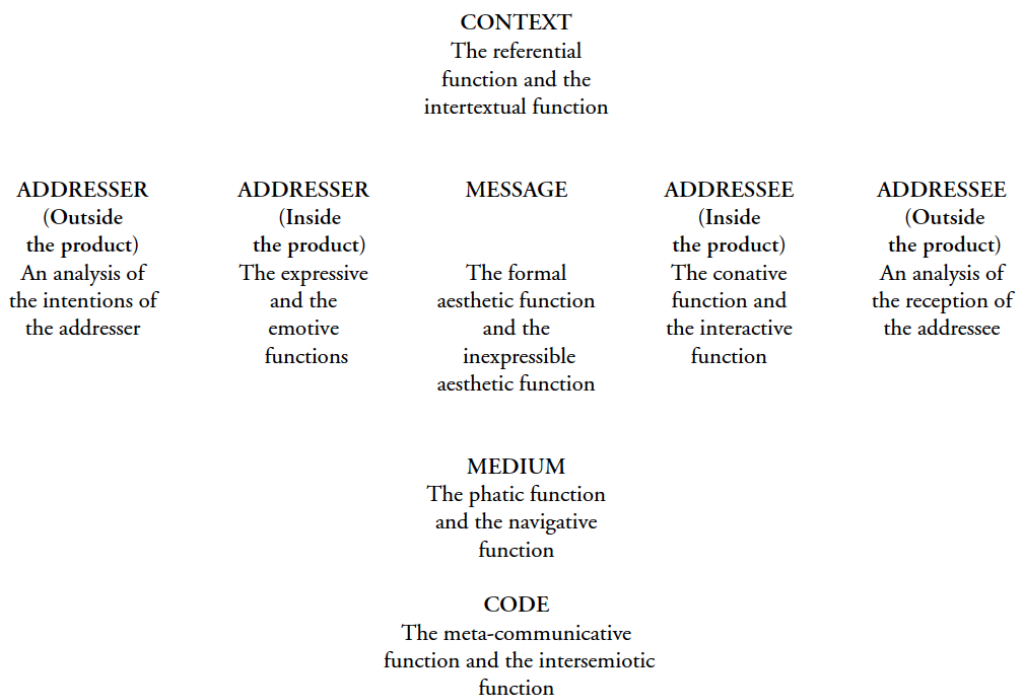 CONTEXT
The referential
function and the
intertextual function
ADDRESSER
(Outside
the product)
An analysis of
the intentions of
the addresser
ADDRESSER
(Inside
the product)
The expressive
and the
emotive
functions
MESSAGE
The formal
aesthetic function
and the
inexpressible
aesthetic function
ADDRESSEE
(Inside
the product)
The conative
function and
the interactive
function
ADDRESSEE
(Outside
the product)
An analysis of
the reception of
the addressee
MEDIUM
The phatic function
and the navigative
function
CODE
The meta-communicative
function and the intersemiotic
function